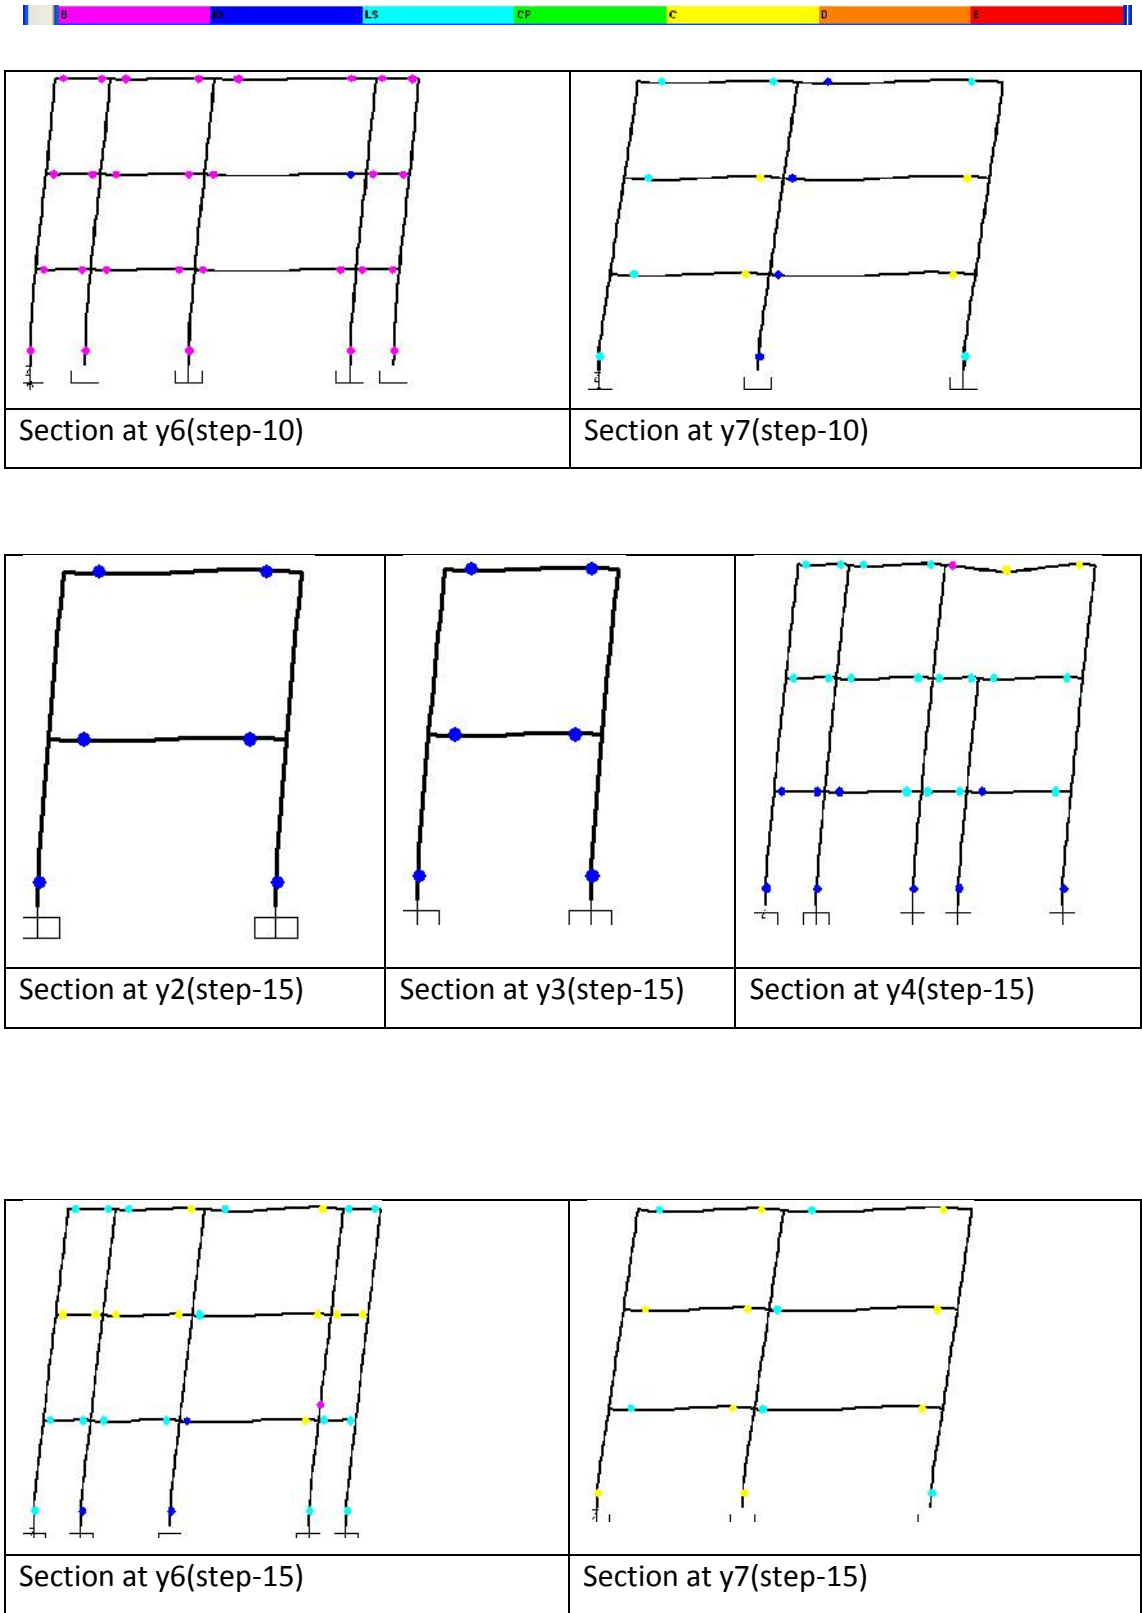 B IO LS CP C D E
Section at y6(step-10) Section at y7(step-10)
Section at y2(step-15) Section at y3(step-15) Section at y4(step-15)
Section at y6(step-15) Section at y7(step-15)